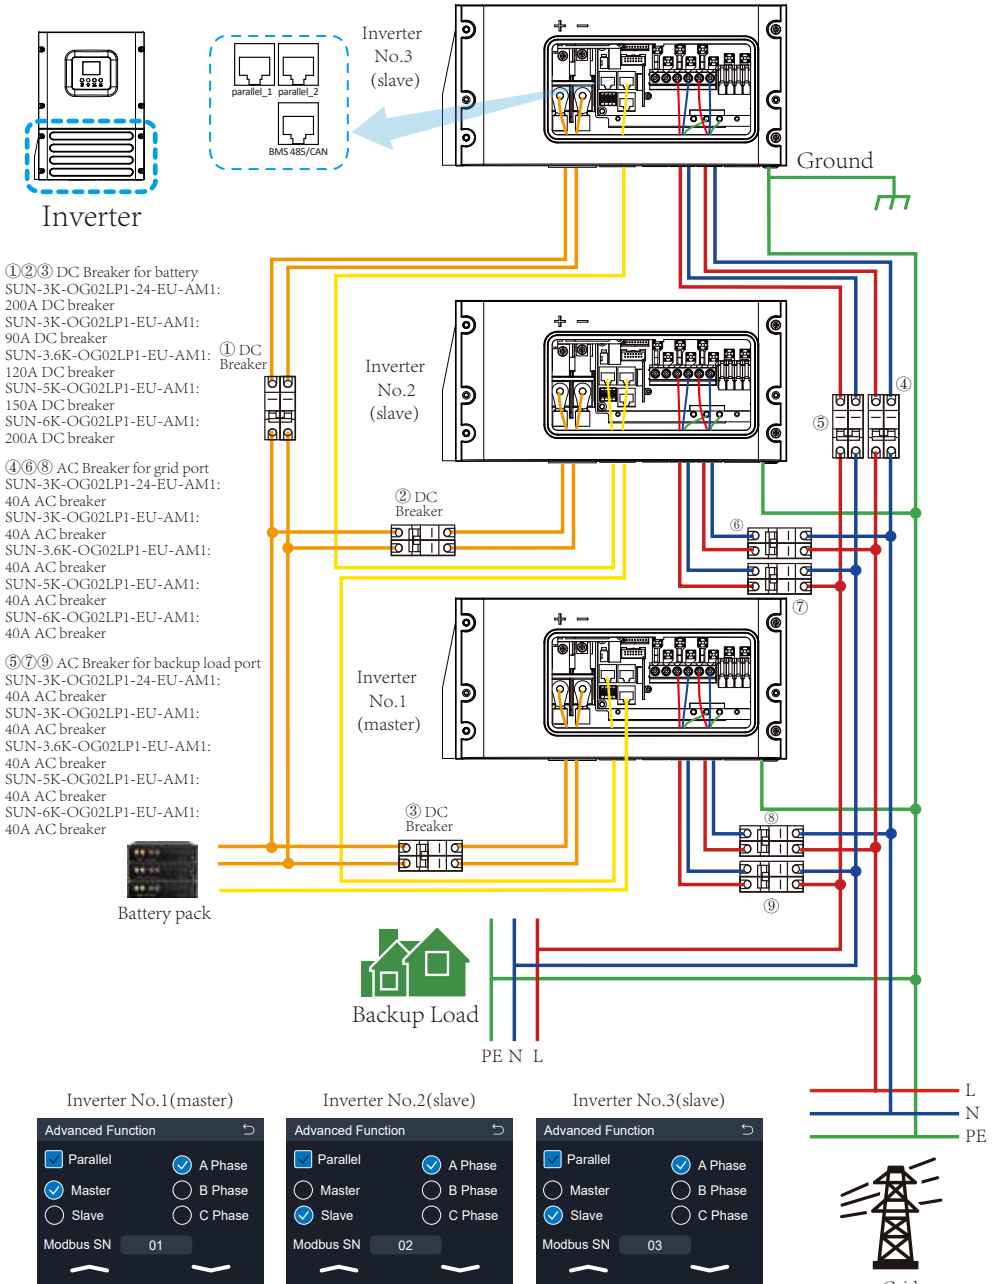 parallel_1 parallel_2
BMS 485/CAN
Inverter
No.3
(slave)
+ −
Ground
Inverter
①②③ DC Breaker for battery
SUN-3K-OG02LP1-24-EU-AM1:
200A DC breaker
SUN-3K-OG02LP1-EU-AM1:
90A DC breaker
SUN-3.6K-OG02LP1-EU-AM1:
120A DC breaker
SUN-5K-OG02LP1-EU-AM1:
150A DC breaker
SUN-6K-OG02LP1-EU-AM1:
200A DC breaker
① DC
Breaker
Inverter
No.2
(slave)
+ −
④
⑤
④⑥⑧ AC Breaker for grid port
SUN-3K-OG02LP1-24-EU-AM1:
40A AC breaker
SUN-3K-OG02LP1-EU-AM1:
40A AC breaker
SUN-3.6K-OG02LP1-EU-AM1:
40A AC breaker
SUN-5K-OG02LP1-EU-AM1:
40A AC breaker
SUN-6K-OG02LP1-EU-AM1:
40A AC breaker
② DC
Breaker
⑥
⑦
⑤⑦⑨ AC Breaker for backup load port
SUN-3K-OG02LP1-24-EU-AM1:
40A AC breaker
SUN-3K-OG02LP1-EU-AM1:
40A AC breaker
SUN-3.6K-OG02LP1-EU-AM1:
40A AC breaker
SUN-5K-OG02LP1-EU-AM1:
40A AC breaker
SUN-6K-OG02LP1-EU-AM1:
40A AC breaker
Inverter
No.1
(master)
+ −
③ DC
Breaker
⑧
⑨
Battery pack
Backup Load
PE N L
L
N
PE
Inverter No.1(master)
Advanced Function
Parallel
A Phase
Master
B Phase
Slave
C Phase
Modbus SN 01
Inverter No.2(slave)
Advanced Function
Parallel
A Phase
Master
B Phase
Slave
C Phase
Modbus SN 02
Inverter No.3(slave)
Advanced Function
Parallel
A Phase
Master
B Phase
Slave
C Phase
Modbus SN 03